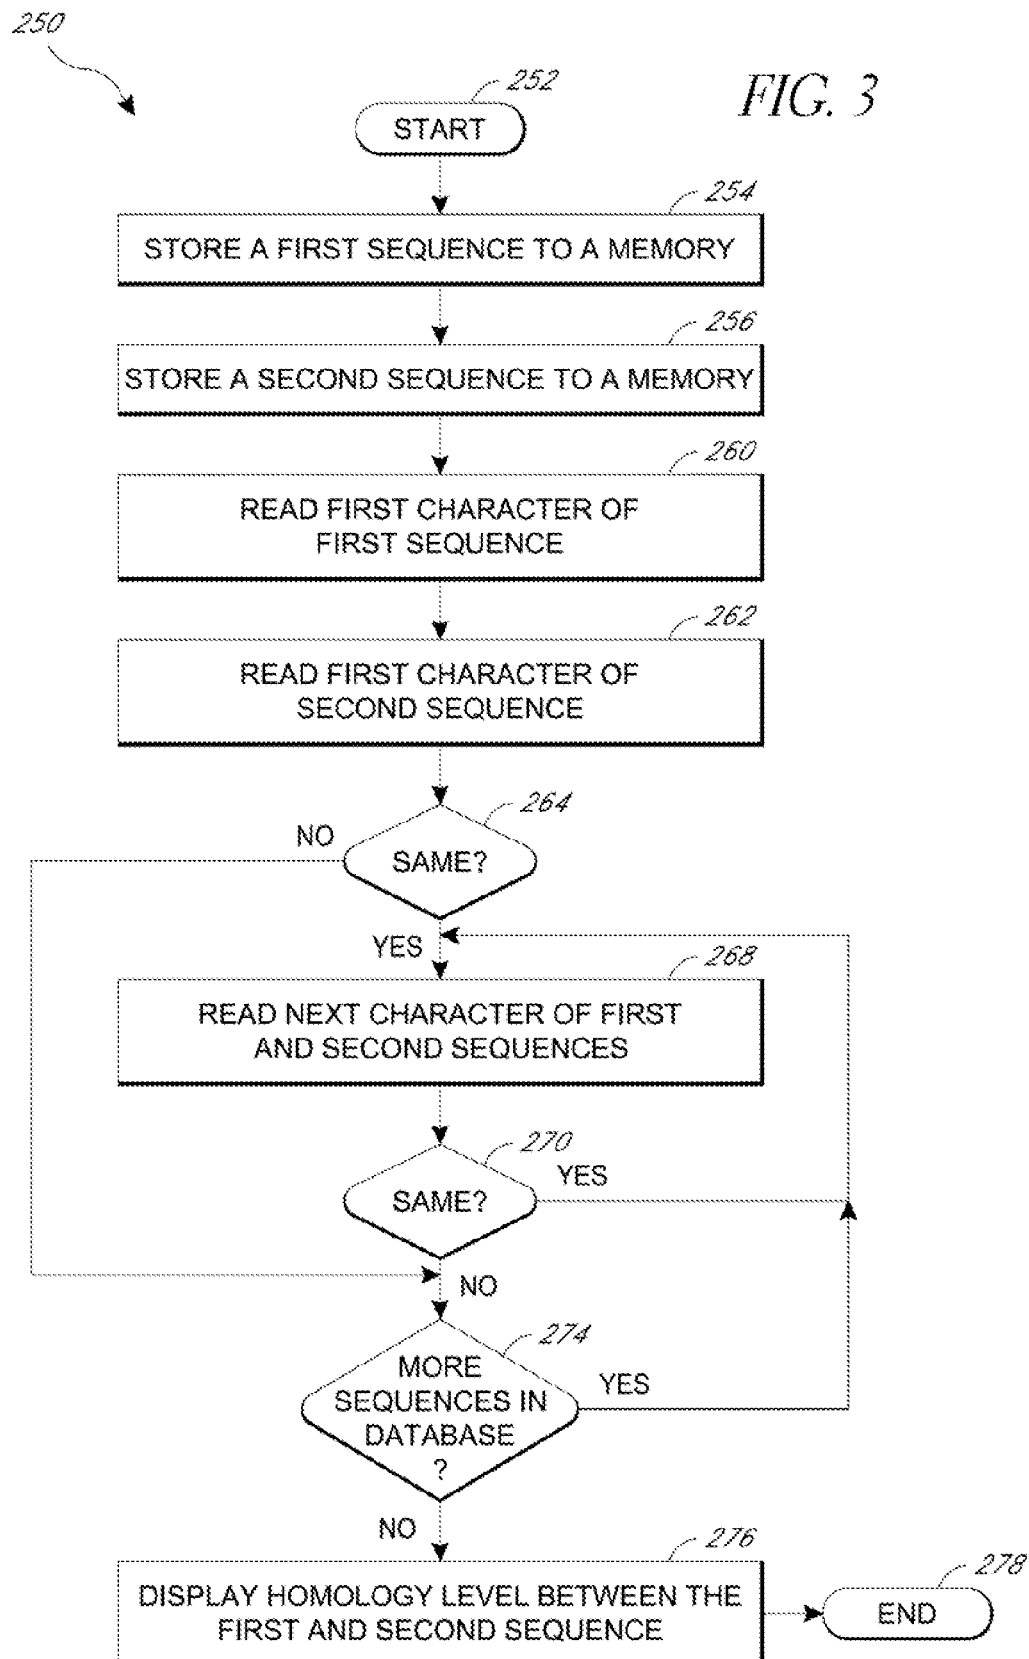 250
252
FIG. 3
START
254
STORE A FIRST SEQUENCE TO A MEMORY
256
STORE A SECOND SEQUENCE TO A MEMORY
260
READ FIRST CHARACTER OF
FIRST SEQUENCE
262
READ FIRST CHARACTER OF
SECOND SEQUENCE
264
NO
SAME?
YES
268
READ NEXT CHARACTER OF FIRST
AND SECOND SEQUENCES
270
YES
SAME?
NO
274
MORE
SEQUENCES IN
DATABASE
?
YES
NO
276
DISPLAY HOMOLOGY LEVEL BETWEEN THE
FIRST AND SECOND SEQUENCE
278
END